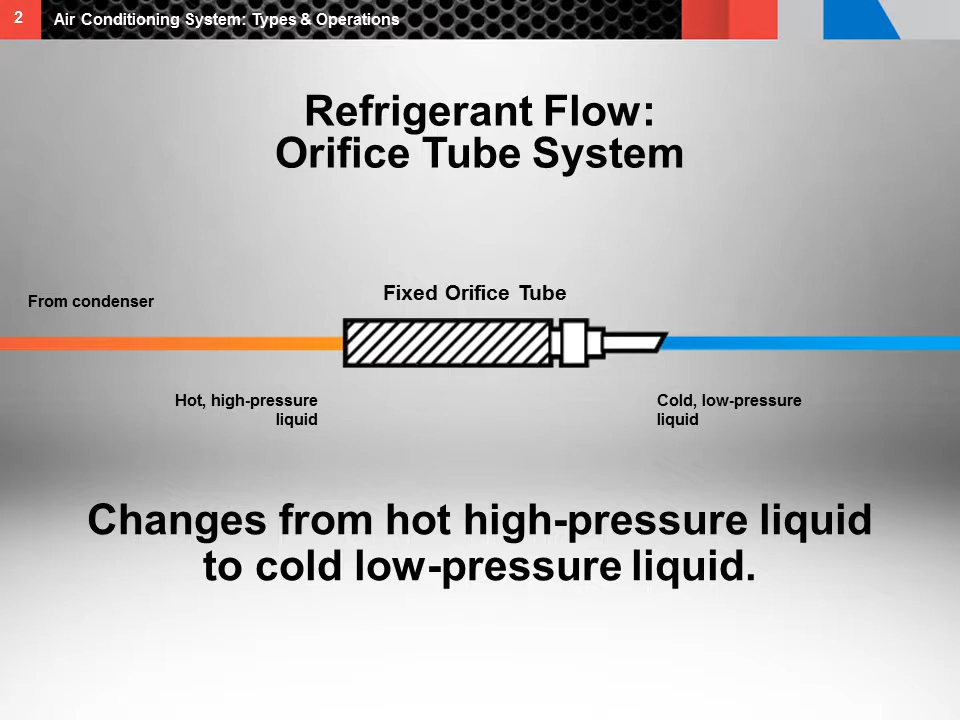 2
Air Conditioning System: Types & Operations
Refrigerant Flow:
Orifice Tube System
From condenser
Fixed Orifice Tube
Hot, high-pressure
liquid
Cold, low-pressure
liquid
Changes from hot high-pressure liquid
to cold low-pressure liquid.